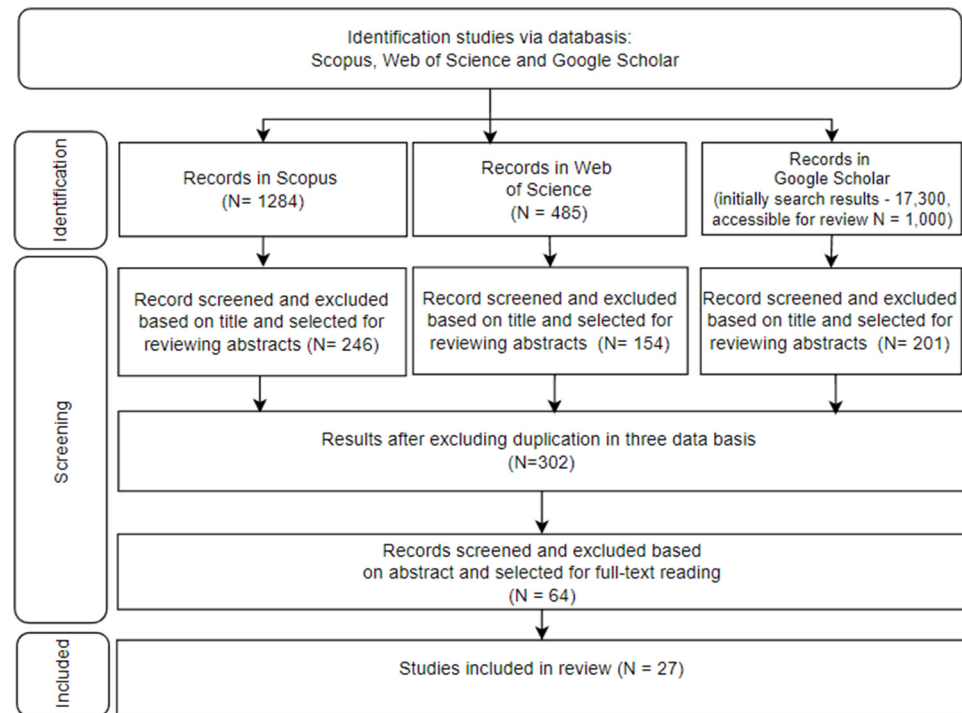 Identification studies via databasis:
Scopus, Web of Science and Google Scholar
Identification
Records in Scopus
(N= 1284)
Records in Web
of Science
(N = 485)
Records in
Google Scholar
(initially search results - 17,300,
accessible for review N = 1,000)
Screening
Record screened and excluded
based on title and selected for
reviewing abstracts (N= 246)
Record screened and excluded
based on title and selected for
reviewing abstracts (N= 154)
Record screened and excluded
based on title and selected for
reviewing abstracts (N= 201)
Results after excluding duplication in three data basis
(N=302)
Records screened and excluded based
on abstract and selected for full-text reading
(N = 64)
Included
Studies included in review (N = 27)